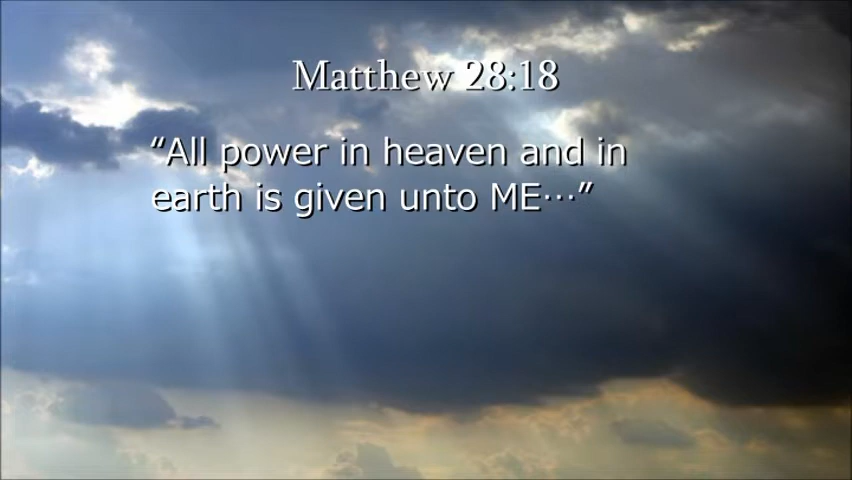 Matthew 28:18
“All power in heaven and in
earth is given unto ME…”